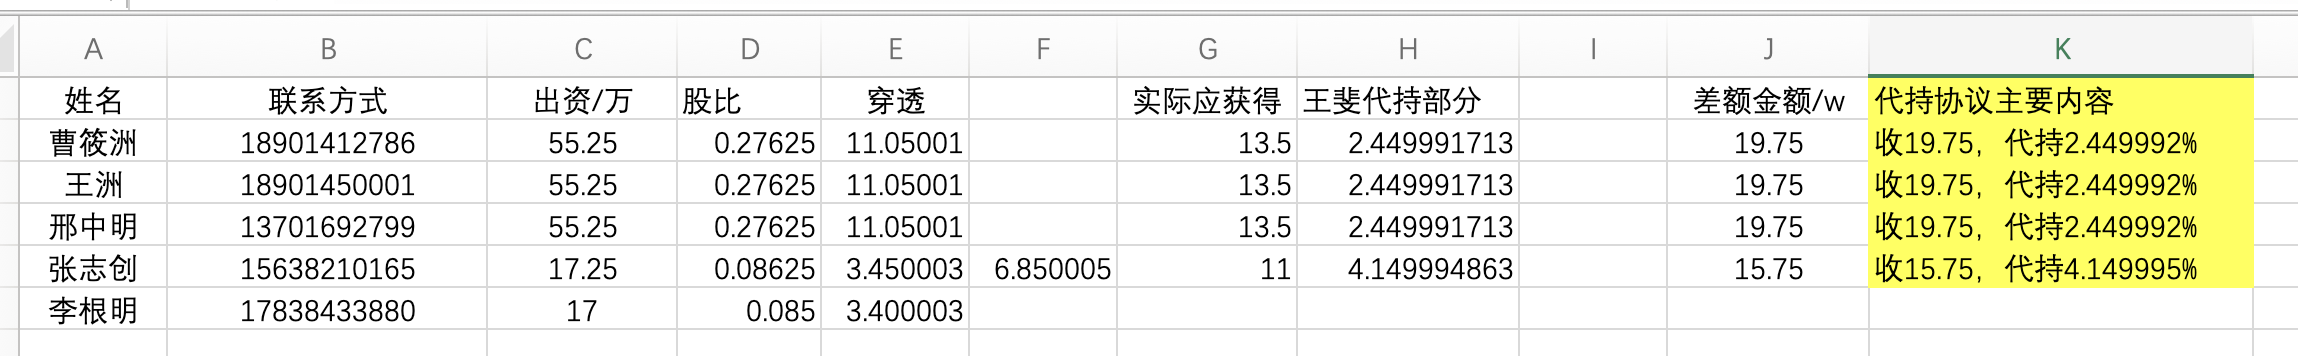 A B C D E F G H I J K
姓名 联系方式 出资/万 股比 穿透 实际应获得 王斐代持部分 差额金额/w 代持协议主要内容
曹筱洲 18901412786 55.25 0.27625 11.05001 13.5 2.449991713 19.75 收19.75，代持2.449992%
王洲 18901450001 55.25 0.27625 11.05001 13.5 2.449991713 19.75 收19.75，代持2.449992%
邢中明 13701692799 55.25 0.27625 11.05001 13.5 2.449991713 19.75 收19.75，代持2.449992%
张志创 15638210165 17.25 0.08625 3.450003 6.850005 11 4.149994863 15.75 收15.75，代持4.149995%
李根明 17838433880 17 0.085 3.400003